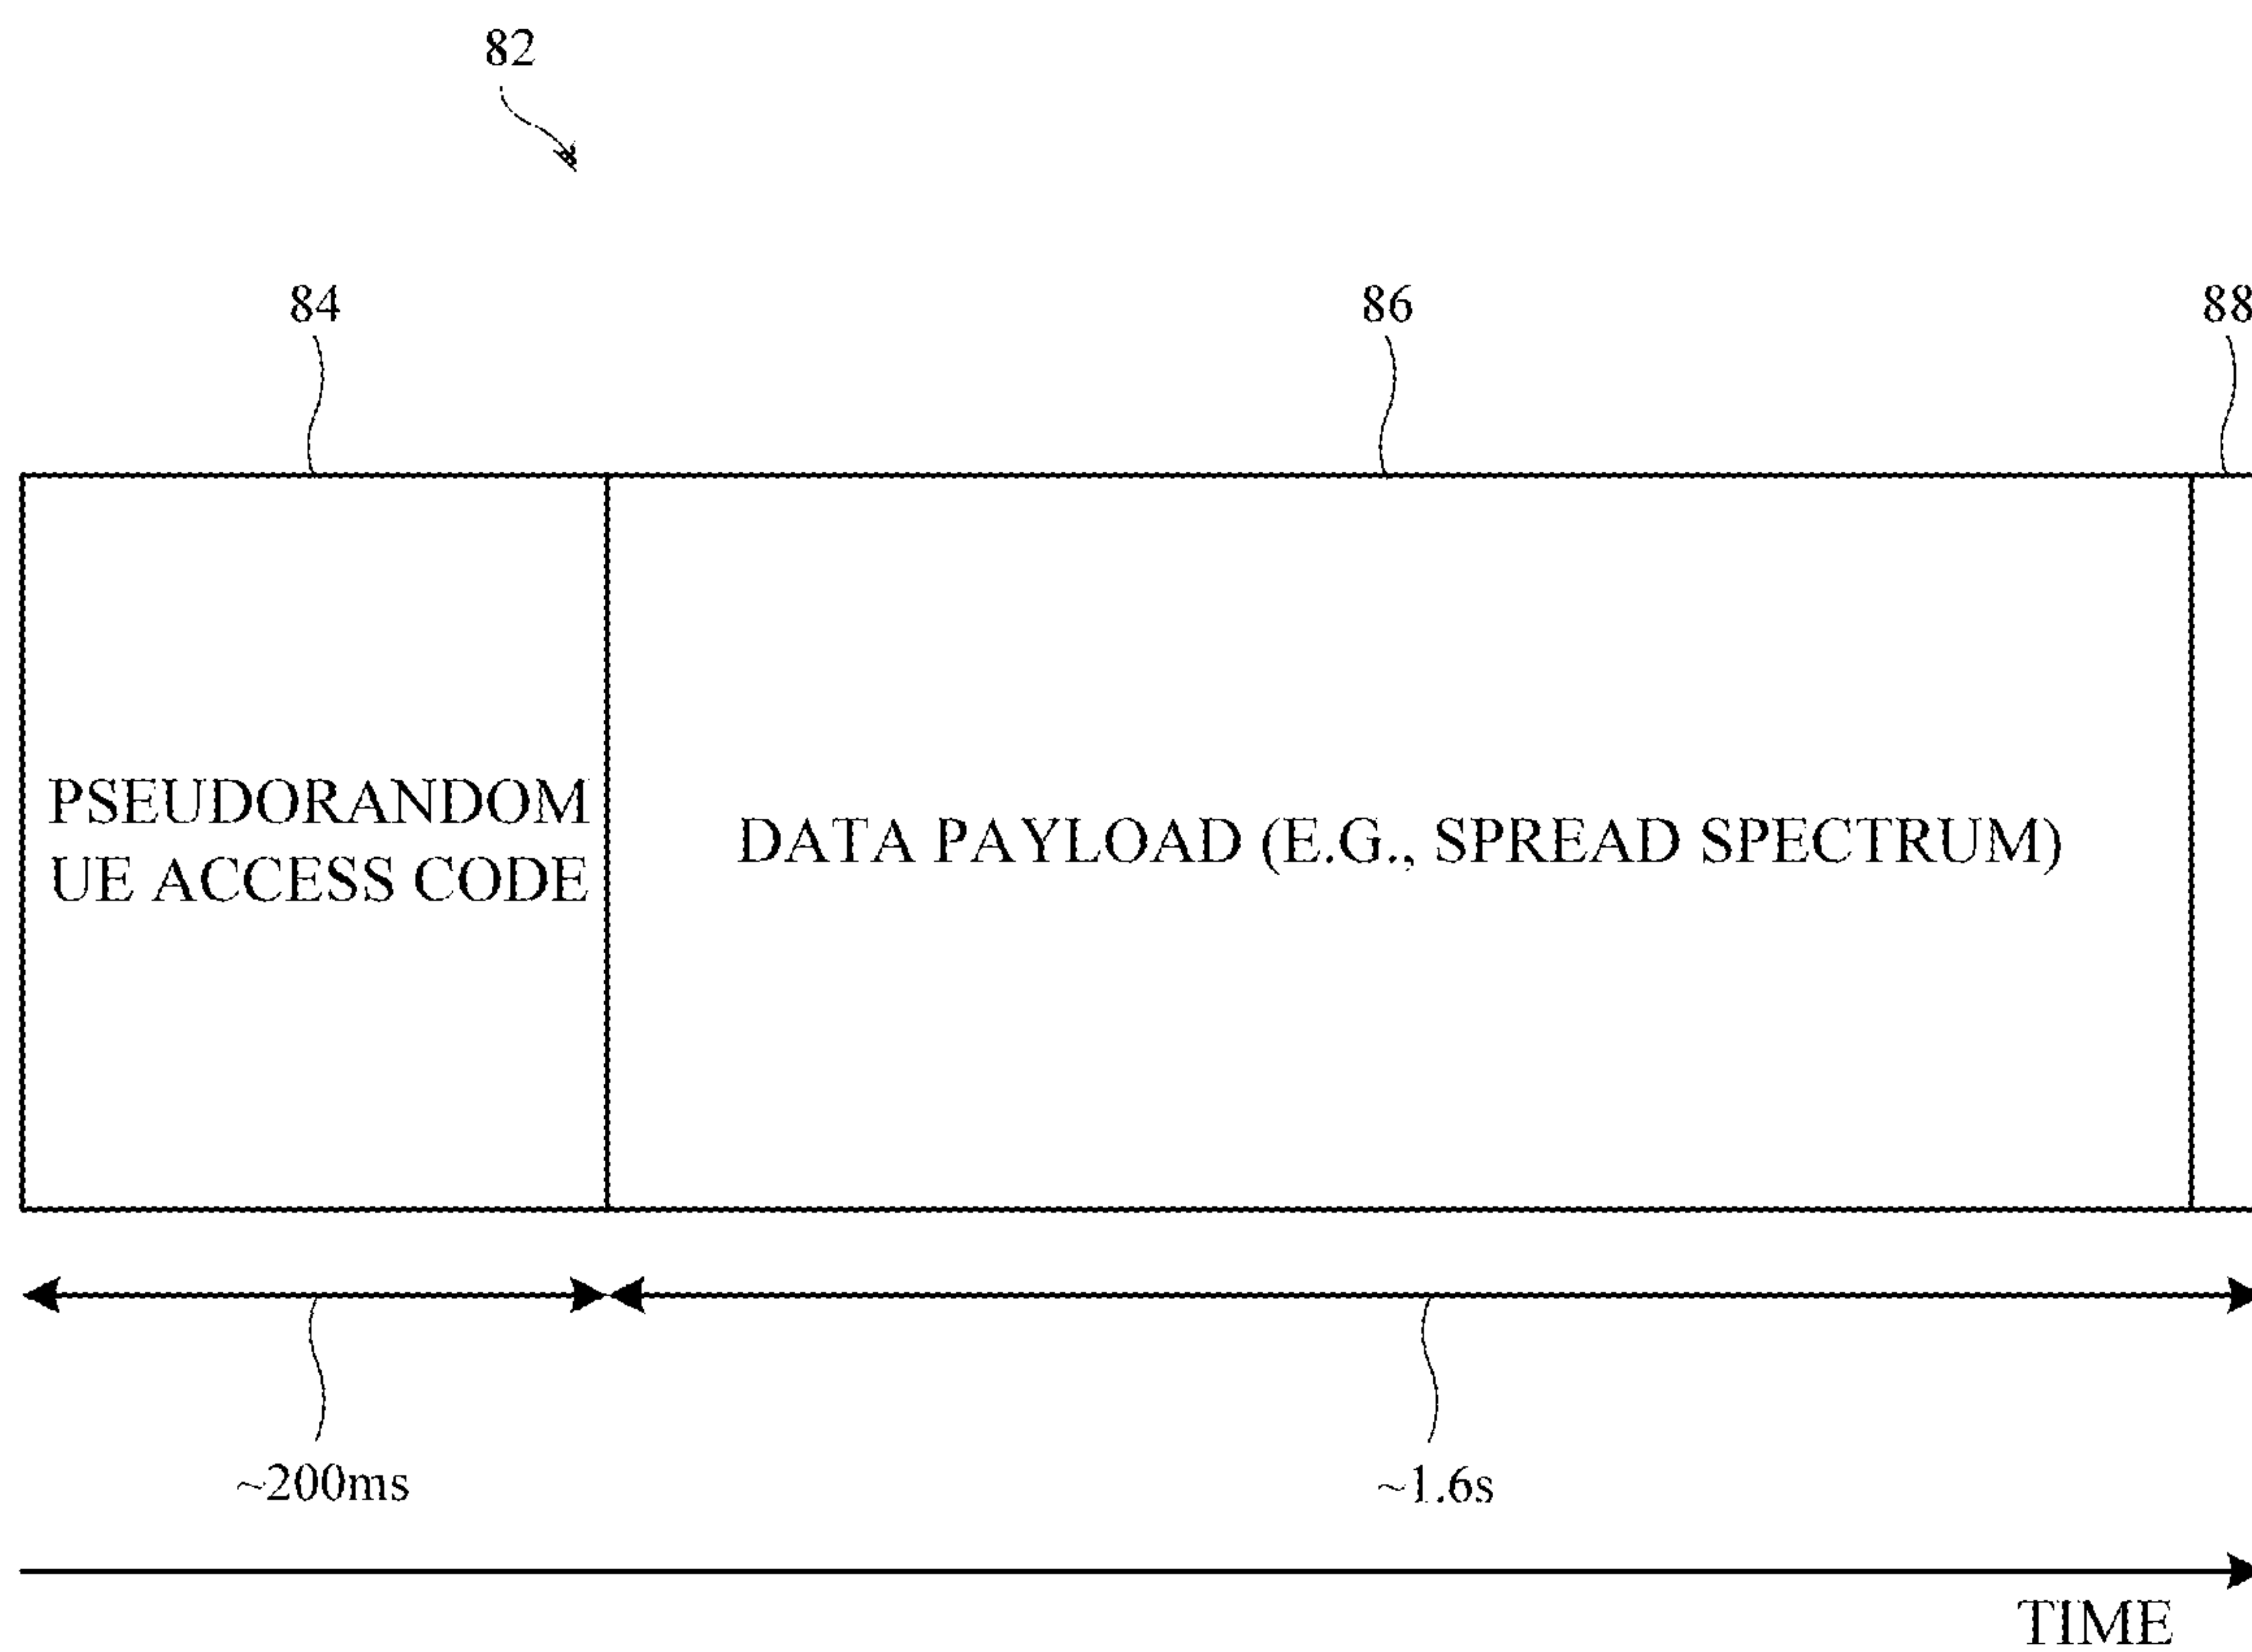 82
84
86
88
PSEUDORANDOM
UE ACCESS CODE
DATA PAYLOAD (E.G., SPREAD SPECTRUM)
~200ms
~1.6s
TIME